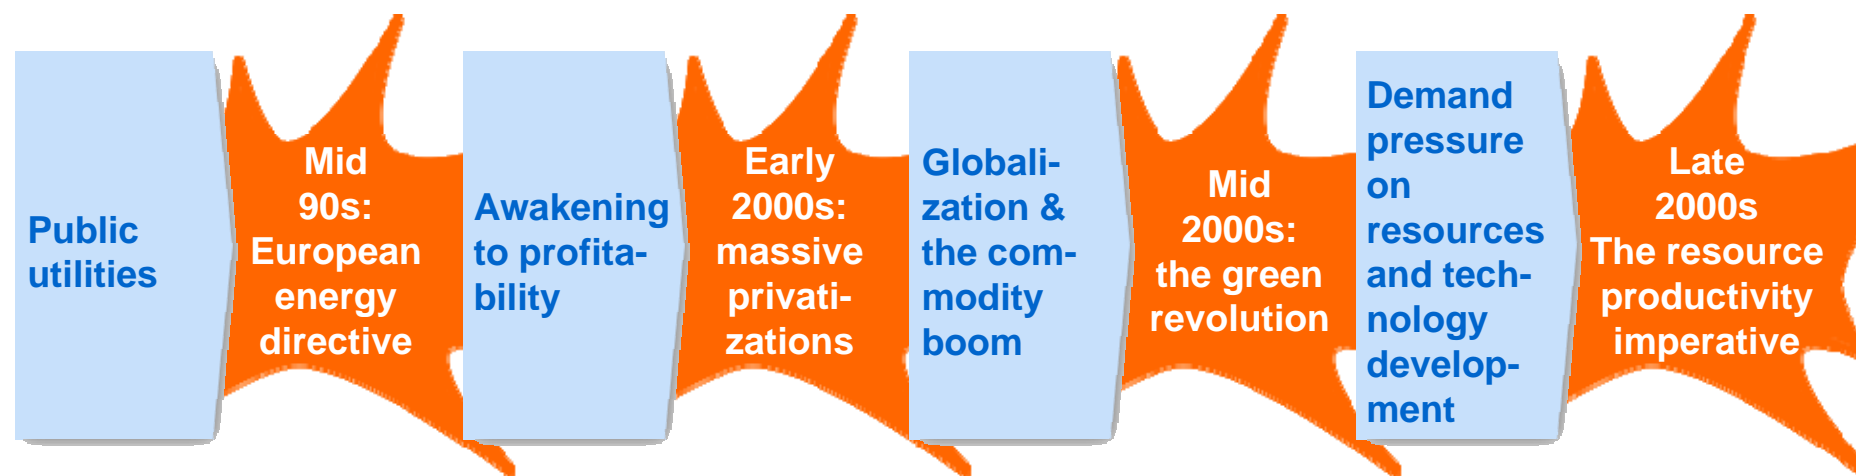 Public
utilities
Mid
90s:
European
energy
directive
Awakening
to profita-
bility
Early
2000s:
massive
privati-
zations
Globali-
zation &
the com-
modity
boom
Mid
2000s:
the green
revolution
Demand
pressure
on
resources
and tech-
nology
develop-
ment
Late
2000s
The resource
productivity
imperative